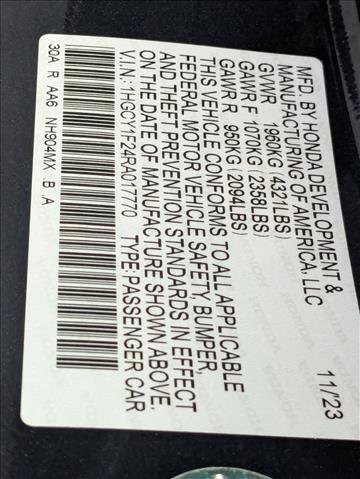 MFD. BY HONDA DEVELOPMENT &
MANUFACTURING OF AMERICA, LLC 11/'23
GVWR 1960KG (4321LBS)
GAWR F 1070KG (2358LBS)
GAWR R 950KG (2094LBS)
THIS VEHICLE CONFORMS TO ALL APPLICABLE
FEDERAL MOTOR VEHICLE SAFETY, BUMPER,
AND THEFT PREVENTION STANDARDS IN EFFECT
ON THE DATE OF MANUFACTURE SHOWN ABOVE.
V.I.N: 1HGCY1F24RA017770 TYPE: PASSENGER CAR
30A R AA6 NH904MX B .A